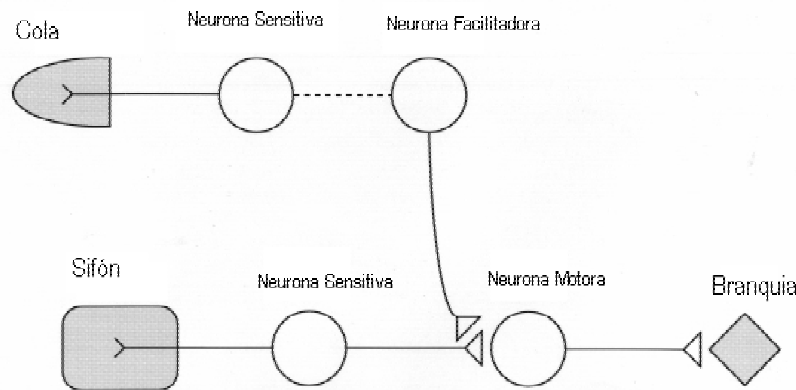 Cola
Neurona Sensitiva
Neurona Facilitadora
Sifón
Neurona Sensitiva
Neurona Motora
Branquia